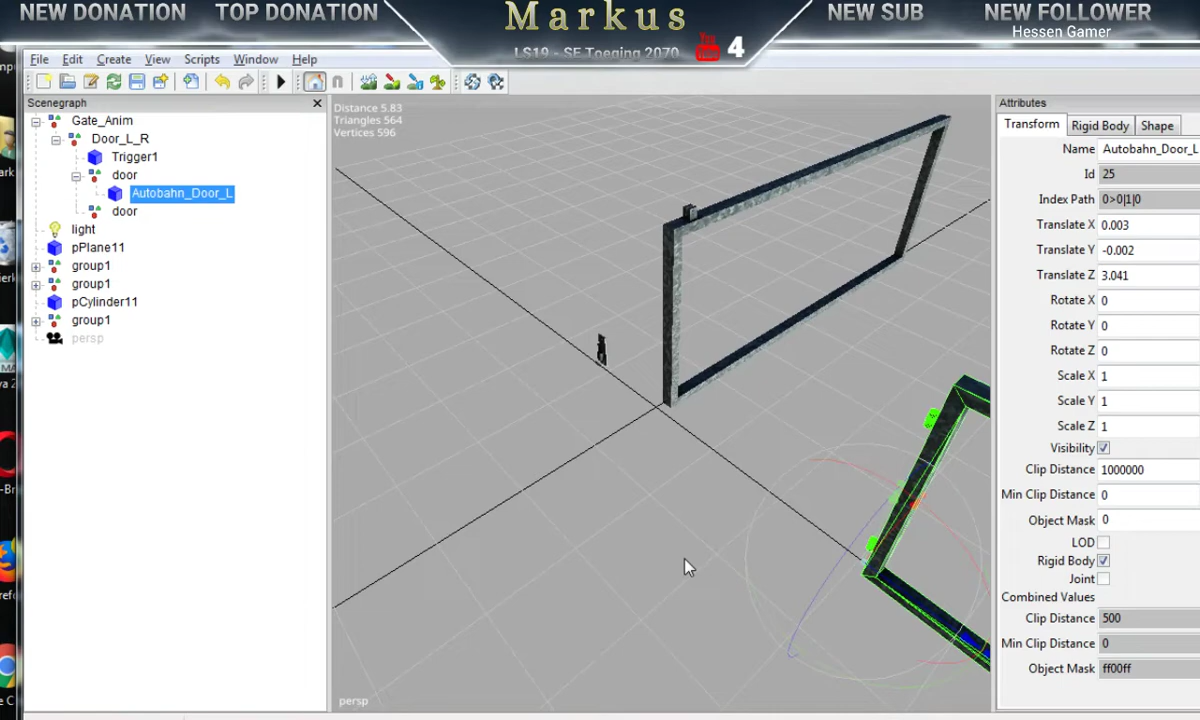 NEW DONATION
TOP DONATION
Markus
LS19 - SF Toeging 2070
You Tube
4
NEW SUB
NEW FOLLOWER
Hessen Gamer
File Edit Create View Scripts Window Help
Scenegraph
Gate_Anim
Door_L_R
Trigger1
door
Autobahn_Door_L
door
light
pPlane11
group1
group1
pCylinder11
group1
persp
Distance 5.83
Triangles 564
Vertices 596
persp
Attributes
Transform Rigid Body Shape
Name Autobahn_Door_L
Id 25
Index Path 0>0|1|0
Translate X 0.003
Translate Y -0.002
Translate Z 3.041
Rotate X 0
Rotate Y 0
Rotate Z 0
Scale X 1
Scale Y 1
Scale Z 1
Visibility
Clip Distance 1000000
Min Clip Distance 0
Object Mask 0
LOD
Rigid Body
Joint
Combined Values
Clip Distance 500
Min Clip Distance 0
Object Mask ff00ff